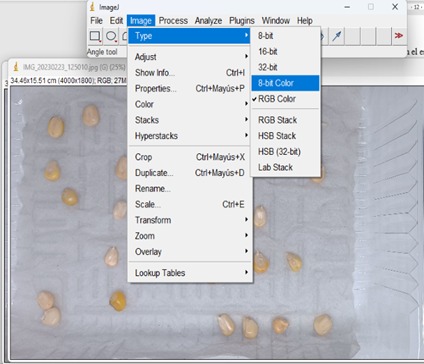 ImageJ
File Edit Image Process Analyze Plugins Window Help
Angle tool
IMG_20230223_125010.jpg (G) (25%)
34.46x15.51 cm (4000x1800); RGB; 27M
Type
Adjust
Show Info... Ctrl+I
Properties... Ctrl+Mayús+P
Color
Stacks
Hyperstacks
Crop Ctrl+Mayús+X
Duplicate... Ctrl+Mayús+D
Rename...
Scale... Ctrl+E
Transform
Zoom
Overlay
Lookup Tables
8-bit
16-bit
32-bit
8-bit Color
RGB Color
RGB Stack
HSB Stack
HSB (32-bit)
Lab Stack
n el e